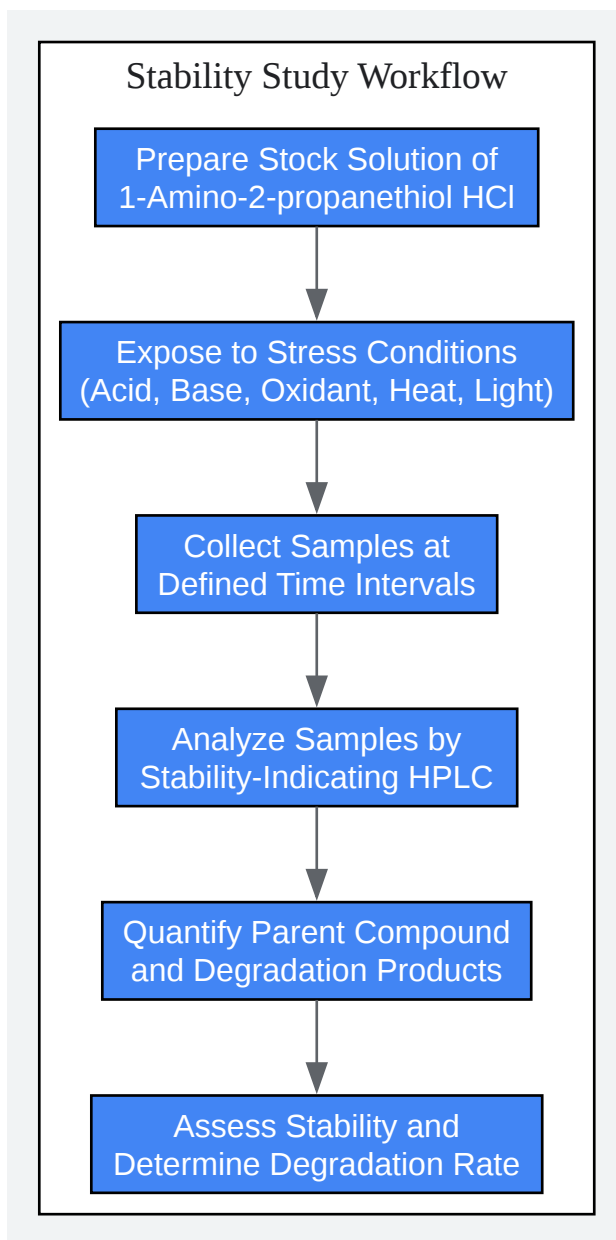 Stability Study Workflow
Prepare Stock Solution of
1-Amino-2-propanethiol HCl
Expose to Stress Conditions
(Acid, Base, Oxidant, Heat, Light)
Collect Samples at
Defined Time Intervals
Analyze Samples by
Stability-Indicating HPLC
Quantify Parent Compound
and Degradation Products
Assess Stability and
Determine Degradation Rate